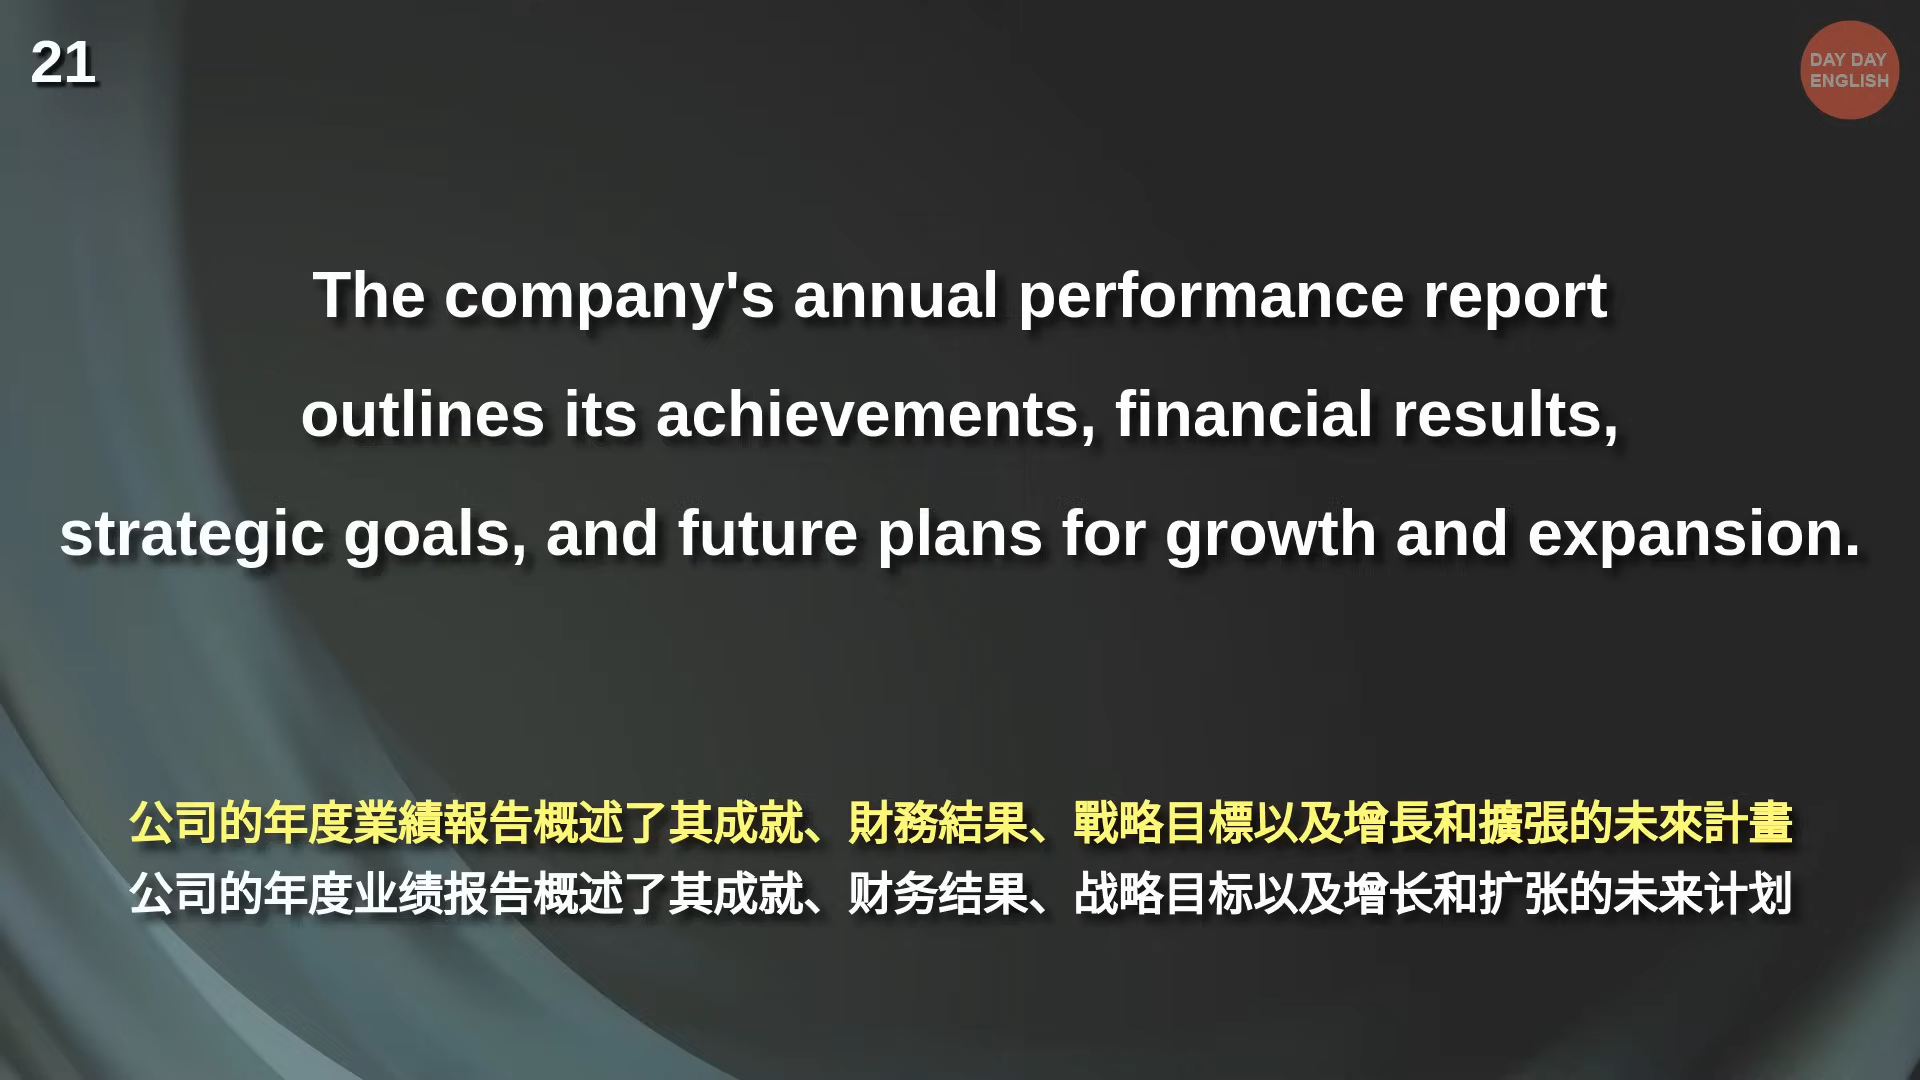 21
DAY DAY
ENGLISH
The company's annual performance report
outlines its achievements, financial results,
strategic goals, and future plans for growth and expansion.
公司的年度業績報告概述了其成就、財務結果、戰略目標以及增長和擴張的未來計畫
公司的年度业绩报告概述了其成就、财务结果、战略目标以及增长和扩张的未来计划